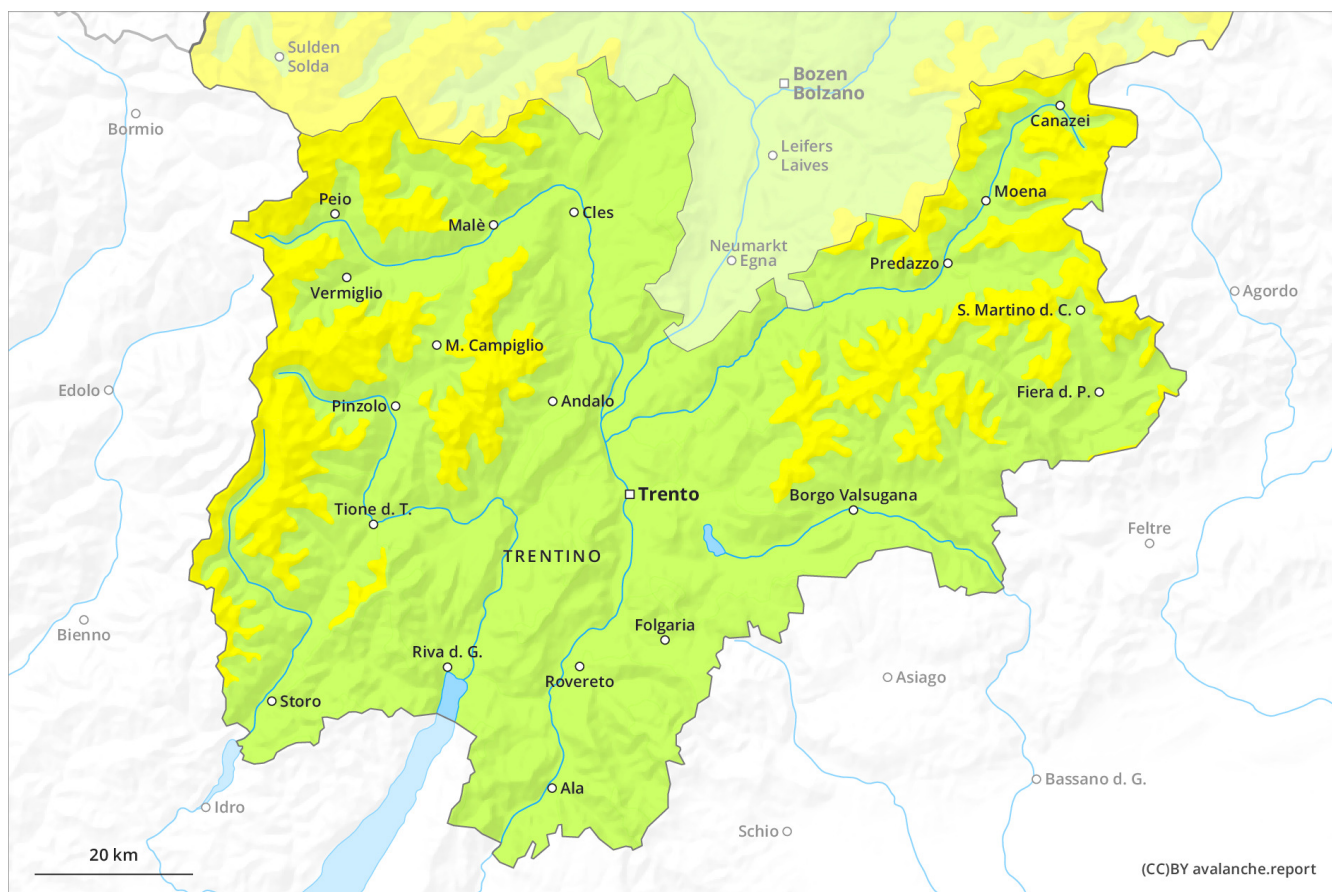 Sulden
Solda
Bozen
Bolzano
Bormio
Canazei
Leifers
Laives
Peio
Malè
Cles
Moena
Neumarkt
Egna
Predazzo
Vermiglio
Agordo
S. Martino d. C.
M. Campiglio
Edolo
Pinzolo
Andalo
Fiera d. P.
Trento
Borgo Valsugana
Tione d. T.
Feltre
TRENTINO
Bienno
Folgaria
Riva d. G.
Rovereto
Asiago
Storo
Bassano d. G.
Ala
Idro
Schio
20 km
(CC)BY avalanche.report